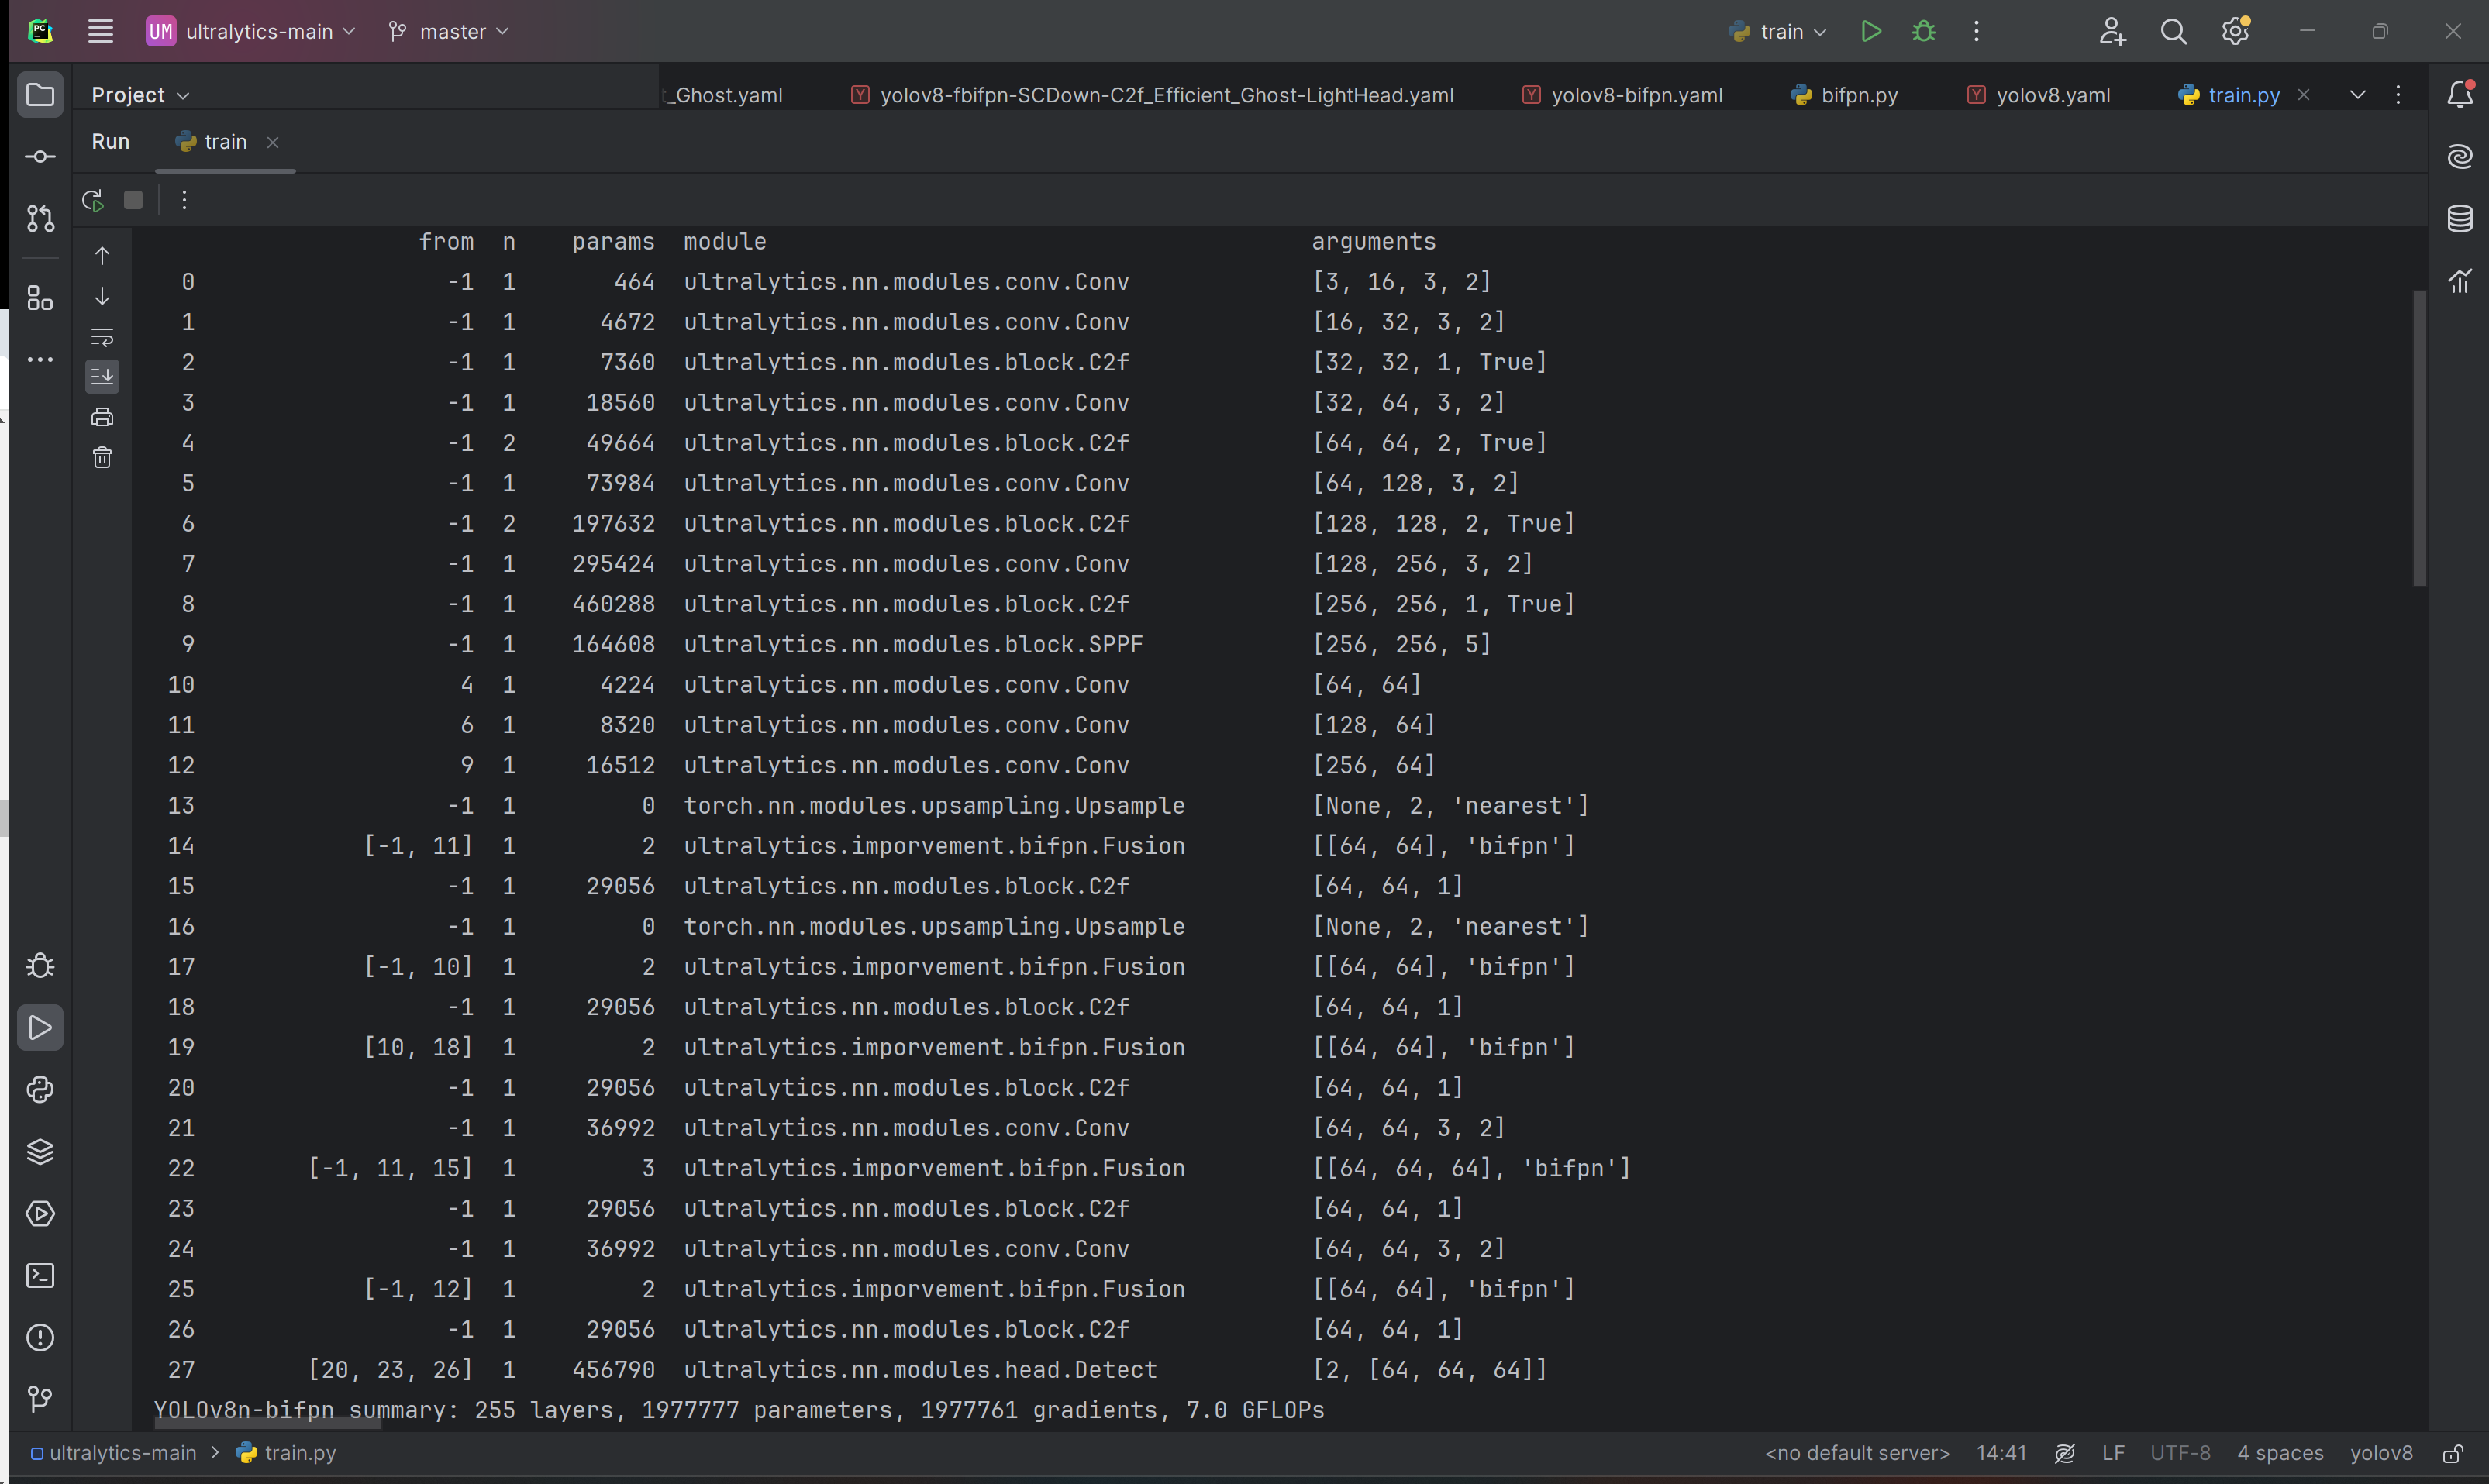 UM ultralytics-main master train
Project _Ghost.yaml yolov8-fbifpn-SCDown-C2f_Efficient_Ghost-LightHead.yaml yolov8-bifpn.yaml bifpn.py yolov8.yaml train.py
Run train
from n params module arguments
0 -1 1 464 ultralytics.nn.modules.conv.Conv [3, 16, 3, 2]
1 -1 1 4672 ultralytics.nn.modules.conv.Conv [16, 32, 3, 2]
2 -1 1 7360 ultralytics.nn.modules.block.C2f [32, 32, 1, True]
3 -1 1 18560 ultralytics.nn.modules.conv.Conv [32, 64, 3, 2]
4 -1 2 49664 ultralytics.nn.modules.block.C2f [64, 64, 2, True]
5 -1 1 73984 ultralytics.nn.modules.conv.Conv [64, 128, 3, 2]
6 -1 2 197632 ultralytics.nn.modules.block.C2f [128, 128, 2, True]
7 -1 1 295424 ultralytics.nn.modules.conv.Conv [128, 256, 3, 2]
8 -1 1 460288 ultralytics.nn.modules.block.C2f [256, 256, 1, True]
9 -1 1 164608 ultralytics.nn.modules.block.SPPF [256, 256, 5]
10 4 1 4224 ultralytics.nn.modules.conv.Conv [64, 64]
11 6 1 8320 ultralytics.nn.modules.conv.Conv [128, 64]
12 9 1 16512 ultralytics.nn.modules.conv.Conv [256, 64]
13 -1 1 0 torch.nn.modules.upsampling.Upsample [None, 2, 'nearest']
14 [-1, 11] 1 2 ultralytics.imporvement.bifpn.Fusion [[64, 64], 'bifpn']
15 -1 1 29056 ultralytics.nn.modules.block.C2f [64, 64, 1]
16 -1 1 0 torch.nn.modules.upsampling.Upsample [None, 2, 'nearest']
17 [-1, 10] 1 2 ultralytics.imporvement.bifpn.Fusion [[64, 64], 'bifpn']
18 -1 1 29056 ultralytics.nn.modules.block.C2f [64, 64, 1]
19 [10, 18] 1 2 ultralytics.imporvement.bifpn.Fusion [[64, 64], 'bifpn']
20 -1 1 29056 ultralytics.nn.modules.block.C2f [64, 64, 1]
21 -1 1 36992 ultralytics.nn.modules.conv.Conv [64, 64, 3, 2]
22 [-1, 11, 15] 1 3 ultralytics.imporvement.bifpn.Fusion [[64, 64, 64], 'bifpn']
23 -1 1 29056 ultralytics.nn.modules.block.C2f [64, 64, 1]
24 -1 1 36992 ultralytics.nn.modules.conv.Conv [64, 64, 3, 2]
25 [-1, 12] 1 2 ultralytics.imporvement.bifpn.Fusion [[64, 64], 'bifpn']
26 -1 1 29056 ultralytics.nn.modules.block.C2f [64, 64, 1]
27 [20, 23, 26] 1 456790 ultralytics.nn.modules.head.Detect [2, [64, 64, 64]]
YOLOv8n-bifpn summary: 255 layers, 1977777 parameters, 1977761 gradients, 7.0 GFLOPs
ultralytics-main > train.py <no default server> 14:41 LF UTF-8 4 spaces yolov8